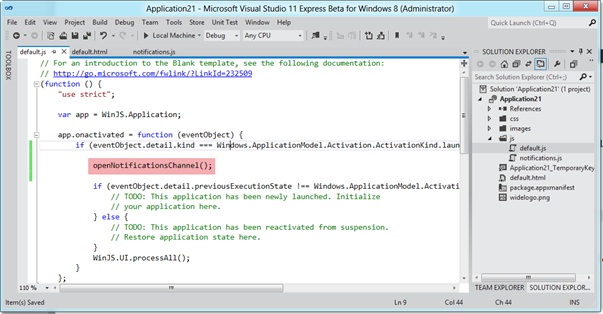 Application21 - Microsoft Visual Studio 11 Express Beta for Windows 8 (Administrator)
Quick Launch (Ctrl+Q)
File Edit View Project Build Debug Team Data Store Unit Test Window Help
Local Machine Debug Any CPU
TOOLBOX
default.js default.html notifications.js
// For an introduction to the Blank template, see the following documentation:
// http://go.microsoft.com/fwlink/?LinkId=232509
(function () {
"use strict";
var app = WinJS.Application;
app.onactivated = function (eventObject) {
if (eventObject.detail.kind === Windows.ApplicationModel.Activation.ActivationKind.laun
openNotificationsChannel();
if (eventObject.detail.previousExecutionState !== Windows.ApplicationModel.Activatio
// TODO: This application has been newly launched. Initialize
// your application here.
} else {
// TODO: This application has been reactivated from suspension.
// Restore application state here.
}
WinJS.UI.processAll();
}
};
110 %
SOLUTION EXPLORER
Search Solution Explorer (Ctrl+;)
Solution 'Application21' (1 project)
Application21
References
css
images
js
default.js
notifications.js
Application21_TemporaryKey
default.html
package.appxmanifest
widelogo.png
TEAM EXPLORER SOLUTION EXPLOR...
Item(s) Saved Ln 9 Col 44 Ch 44 INS